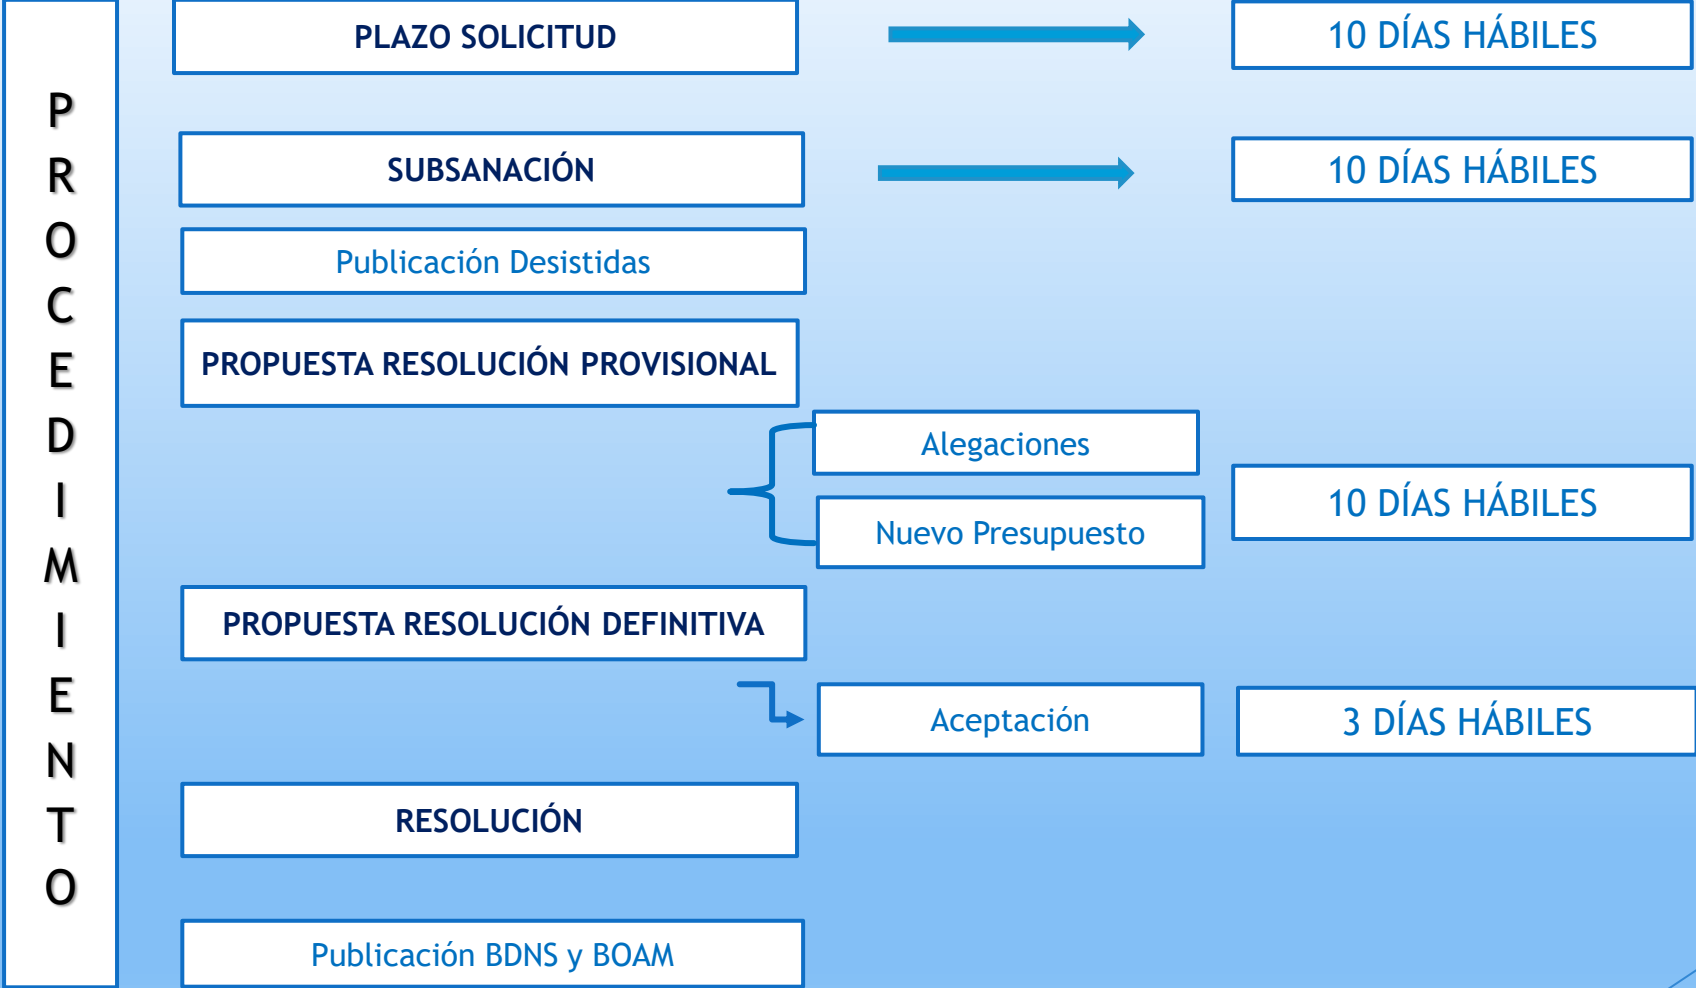 PROCEDIMIENTO
PLAZO SOLICITUD
10 DÍAS HÁBILES
SUBSANACIÓN
10 DÍAS HÁBILES
Publicación Desistidas
PROPUESTA RESOLUCIÓN PROVISIONAL
Alegaciones
Nuevo Presupuesto
10 DÍAS HÁBILES
PROPUESTA RESOLUCIÓN DEFINITIVA
Aceptación
3 DÍAS HÁBILES
RESOLUCIÓN
Publicación BDNS y BOAM